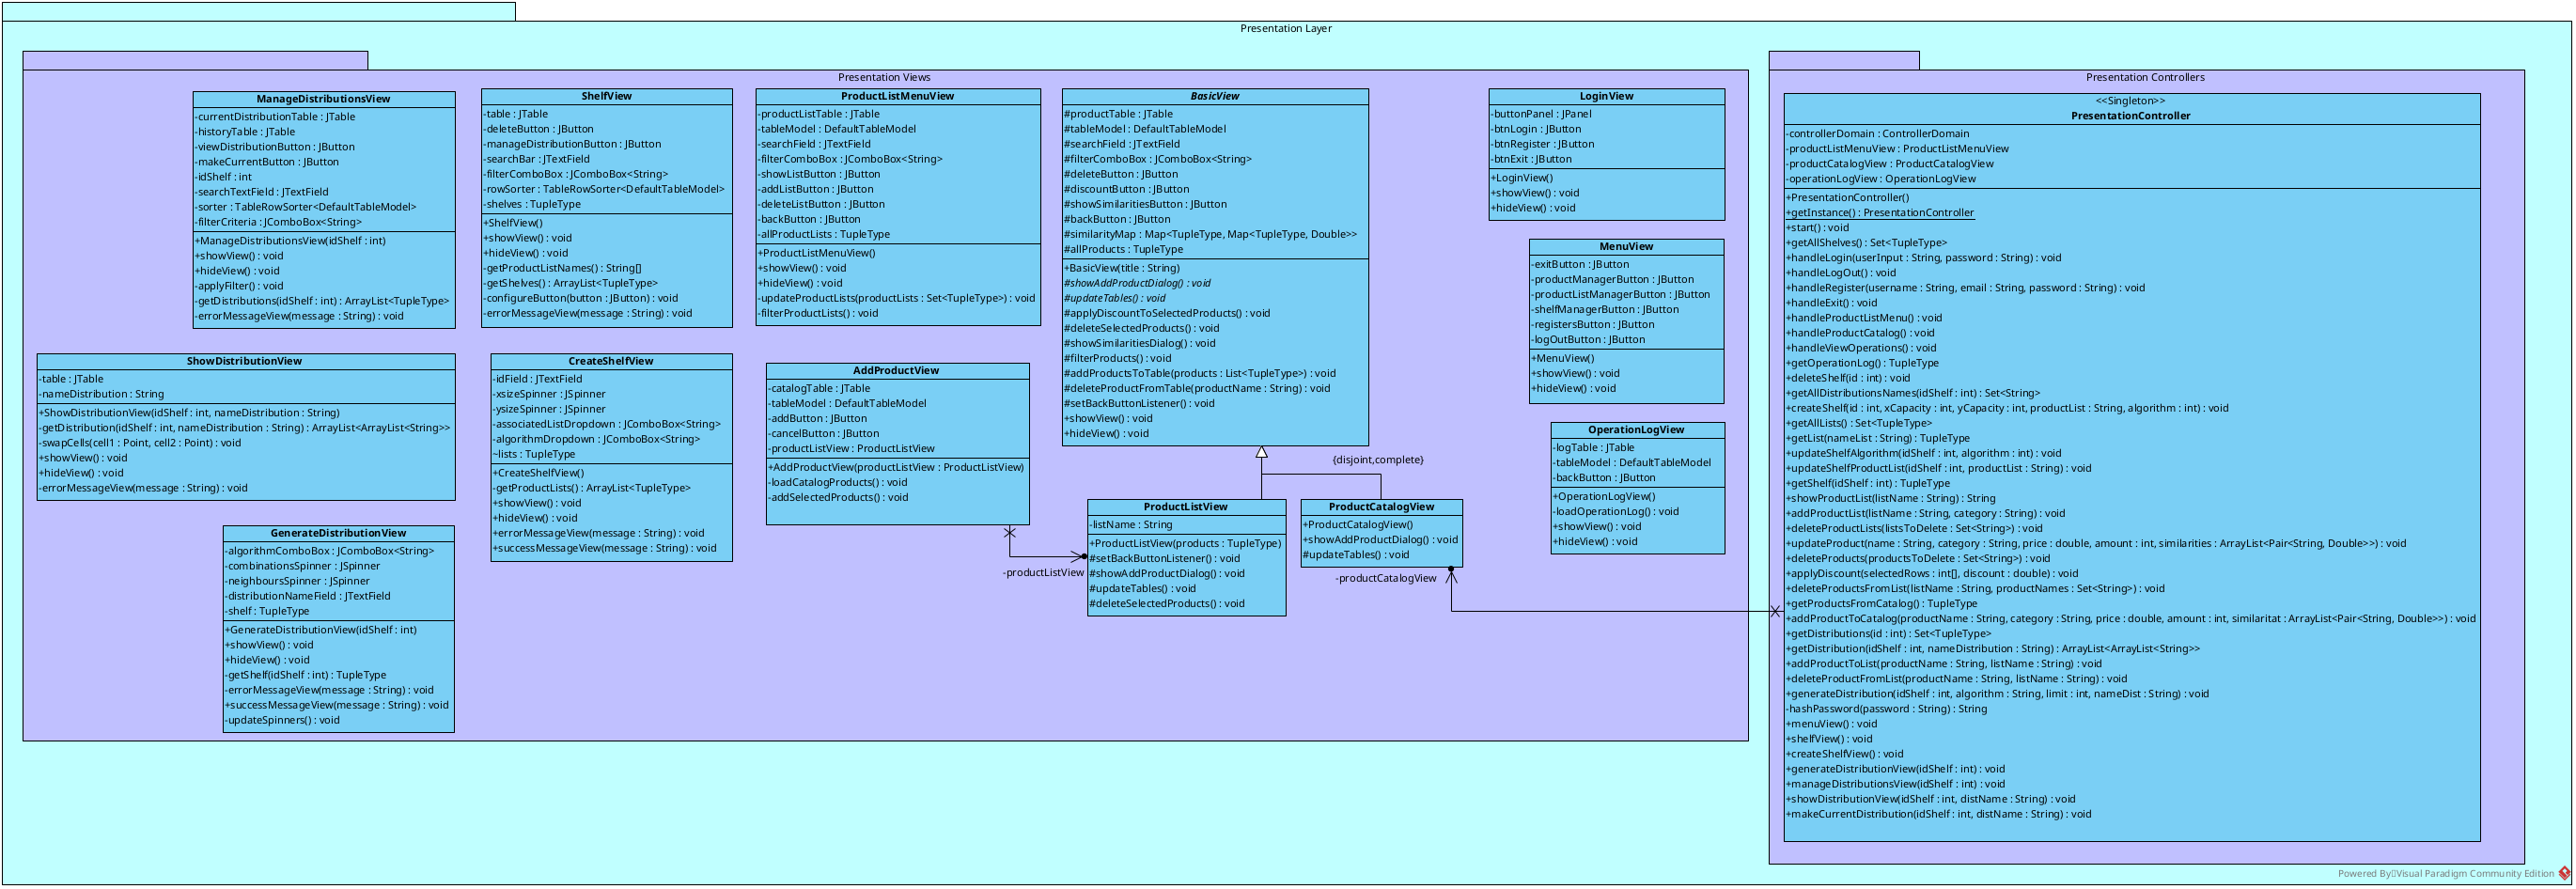 Presentation Layer
Presentation Views
ManageDistributionsView
-currentDistributionTable : JTable
-historyTable : JTable
-viewDistributionButton : JButton
-makeCurrentButton : JButton
-idShelf : int
-searchTextField : JTextField
-sorter : TableRowSorter<DefaultTableModel>
-filterCriteria : JComboBox<String>
+ManageDistributionsView(idShelf : int)
+showView() : void
+hideView() : void
-applyFilter() : void
-getDistributions(idShelf : int) : ArrayList<TupleType>
-errorMessageView(message : String) : void
ShelfView
-table : JTable
-deleteButton : JButton
-manageDistributionButton : JButton
-searchBar : JTextField
-filterComboBox : JComboBox<String>
-rowSorter : TableRowSorter<DefaultTableModel>
-shelves : TupleType
+ShelfView()
+showView() : void
+hideView() : void
-getProductListNames() : String[]
-getShelves() : ArrayList<TupleType>
-configureButton(button : JButton) : void
-errorMessageView(message : String) : void
ProductListMenuView
-productListTable : JTable
-tableModel : DefaultTableModel
-searchField : JTextField
-filterComboBox : JComboBox<String>
-showListButton : JButton
-addListButton : JButton
-deleteListButton : JButton
-backButton : JButton
-allProductLists : TupleType
+ProductListMenuView()
+showView() : void
+hideView() : void
-updateProductLists(productLists : Set<TupleType>) : void
-filterProductLists() : void
BasicView
#productTable : JTable
#tableModel : DefaultTableModel
#searchField : JTextField
#filterComboBox : JComboBox<String>
#deleteButton : JButton
#discountButton : JButton
#showSimilaritiesButton : JButton
#backButton : JButton
#similarityMap : Map<TupleType, Map<TupleType, Double>>
#allProducts : TupleType
+BasicView(title : String)
#showAddProductDialog() : void
#updateTables() : void
#applyDiscountToSelectedProducts() : void
#deleteSelectedProducts() : void
#showSimilaritiesDialog() : void
#filterProducts() : void
#addProductsToTable(products : List<TupleType>) : void
#deleteProductFromTable(productName : String) : void
#setBackButtonListener() : void
+showView() : void
+hideView() : void
LoginView
-buttonPanel : JPanel
-btnLogin : JButton
-btnRegister : JButton
-btnExit : JButton
+LoginView()
+showView() : void
+hideView() : void
MenuView
-exitButton : JButton
-productManagerButton : JButton
-productListManagerButton : JButton
-shelfManagerButton : JButton
-registersButton : JButton
-logOutButton : JButton
+MenuView()
+showView() : void
+hideView() : void
ShowDistributionView
-table : JTable
-nameDistribution : String
+ShowDistributionView(idShelf : int, nameDistribution : String)
-getDistribution(idShelf : int, nameDistribution : String) : ArrayList<ArrayList<String>>
-swapCells(cell1 : Point, cell2 : Point) : void
+showView() : void
+hideView() : void
-errorMessageView(message : String) : void
CreateShelfView
-idField : JTextField
-xsizeSpinner : JSpinner
-ysizeSpinner : JSpinner
-associatedListDropdown : JComboBox<String>
-algorithmDropdown : JComboBox<String>
~lists : TupleType
+CreateShelfView()
-getProductLists() : ArrayList<TupleType>
+showView() : void
+hideView() : void
+errorMessageView(message : String) : void
+successMessageView(message : String) : void
AddProductView
-catalogTable : JTable
-tableModel : DefaultTableModel
-addButton : JButton
-cancelButton : JButton
-productListView : ProductListView
+AddProductView(productListView : ProductListView)
-loadCatalogProducts() : void
-addSelectedProducts() : void
{disjoint,complete}
OperationLogView
-logTable : JTable
-tableModel : DefaultTableModel
-backButton : JButton
+OperationLogView()
-loadOperationLog() : void
+showView() : void
+hideView() : void
ProductListView
-listName : String
+ProductListView(products : TupleType)
#setBackButtonListener() : void
#showAddProductDialog() : void
#updateTables() : void
#deleteSelectedProducts() : void
-productListView
ProductCatalogView
+ProductCatalogView()
+showAddProductDialog() : void
#updateTables() : void
-productCatalogView
GenerateDistributionView
-algorithmComboBox : JComboBox<String>
-combinationsSpinner : JSpinner
-neighboursSpinner : JSpinner
-distributionNameField : JTextField
-shelf : TupleType
+GenerateDistributionView(idShelf : int)
+showView() : void
+hideView() : void
-getShelf(idShelf : int) : TupleType
-errorMessageView(message : String) : void
+successMessageView(message : String) : void
-updateSpinners() : void
Presentation Controllers
<<Singleton>>
PresentationController
-controllerDomain : ControllerDomain
-productListMenuView : ProductListMenuView
-productCatalogView : ProductCatalogView
-operationLogView : OperationLogView
+PresentationController()
+getInstance() : PresentationController
+start() : void
+getAllShelves() : Set<TupleType>
+handleLogin(userInput : String, password : String) : void
+handleLogOut() : void
+handleRegister(username : String, email : String, password : String) : void
+handleExit() : void
+handleProductListMenu() : void
+handleProductCatalog() : void
+handleViewOperations() : void
+getOperationLog() : TupleType
+deleteShelf(id : int) : void
+getAllDistributionsNames(idShelf : int) : Set<String>
+createShelf(id : int, xCapacity : int, yCapacity : int, productList : String, algorithm : int) : void
+getAllLists() : Set<TupleType>
+getList(nameList : String) : TupleType
+updateShelfAlgorithm(idShelf : int, algorithm : int) : void
+updateShelfProductList(idShelf : int, productList : String) : void
+getShelf(idShelf : int) : TupleType
+showProductList(listName : String) : String
+addProductList(listName : String, category : String) : void
+deleteProductLists(listsToDelete : Set<String>) : void
+updateProduct(name : String, category : String, price : double, amount : int, similarities : ArrayList<Pair<String, Double>>) : void
+deleteProducts(productsToDelete : Set<String>) : void
+applyDiscount(selectedRows : int[], discount : double) : void
+deleteProductsFromList(listName : String, productNames : Set<String>) : void
+getProductsFromCatalog() : TupleType
+addProductToCatalog(productName : String, category : String, price : double, amount : int, similaritat : ArrayList<Pair<String, Double>>) : void
+getDistributions(id : int) : Set<TupleType>
+getDistribution(idShelf : int, nameDistribution : String) : ArrayList<ArrayList<String>>
+addProductToList(productName : String, listName : String) : void
+deleteProductFromList(productName : String, listName : String) : void
+generateDistribution(idShelf : int, algorithm : String, limit : int, nameDist : String) : void
-hashPassword(password : String) : String
+menuView() : void
+shelfView() : void
+createShelfView() : void
+generateDistributionView(idShelf : int) : void
+manageDistributionsView(idShelf : int) : void
+showDistributionView(idShelf : int, distName : String) : void
+makeCurrentDistribution(idShelf : int, distName : String) : void
Powered By Visual Paradigm Community Edition